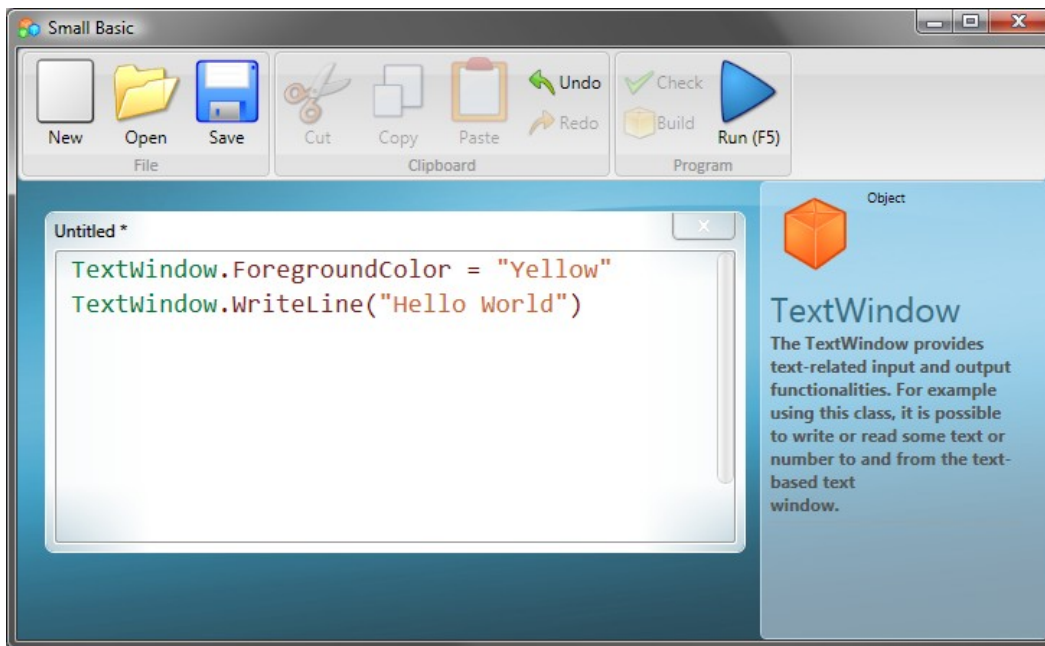 Small Basic
New
Open
Save
File
Cut
Copy
Paste
Undo
Redo
Clipboard
Check
Build
Run (F5)
Program
Untitled *
TextWindow.ForegroundColor = "Yellow"
TextWindow.WriteLine("Hello World")
Object
TextWindow
The TextWindow provides
text-related input and output
functionalities. For example
using this class, it is possible
to write or read some text or
number to and from the text-
based text
window.